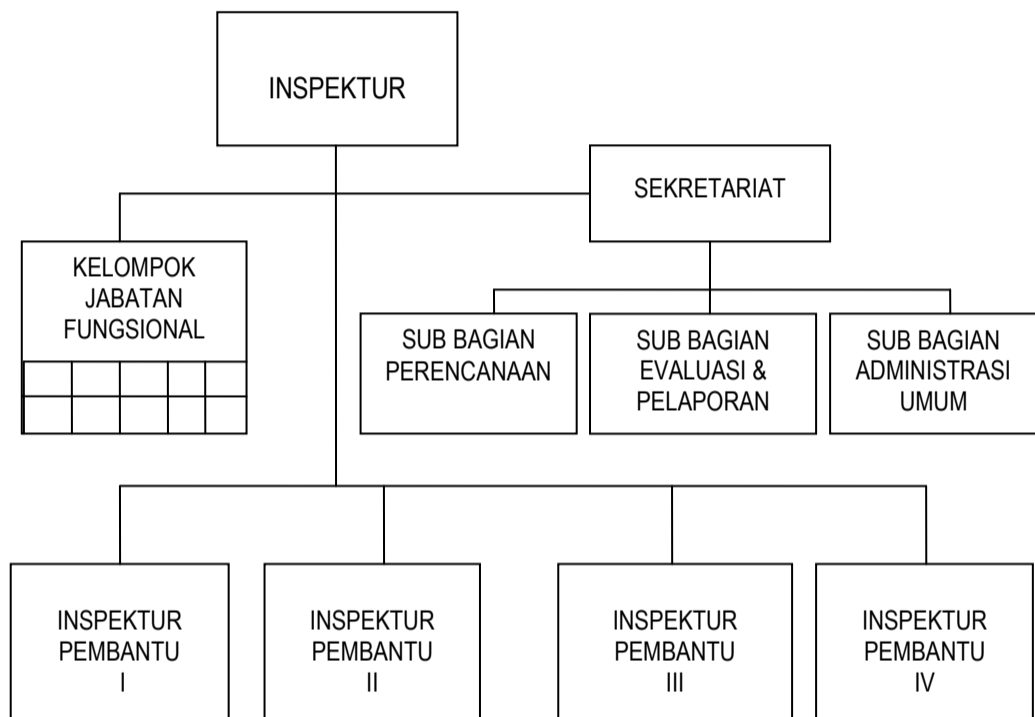 INSPEKTUR
SEKRETARIAT
KELOMPOK
JABATAN
FUNGSIONAL
SUB BAGIAN
PERENCANAAN
SUB BAGIAN
EVALUASI &
PELAPORAN
SUB BAGIAN
ADMINISTRASI
UMUM
INSPEKTUR
PEMBANTU
I
INSPEKTUR
PEMBANTU
II
INSPEKTUR
PEMBANTU
III
INSPEKTUR
PEMBANTU
IV